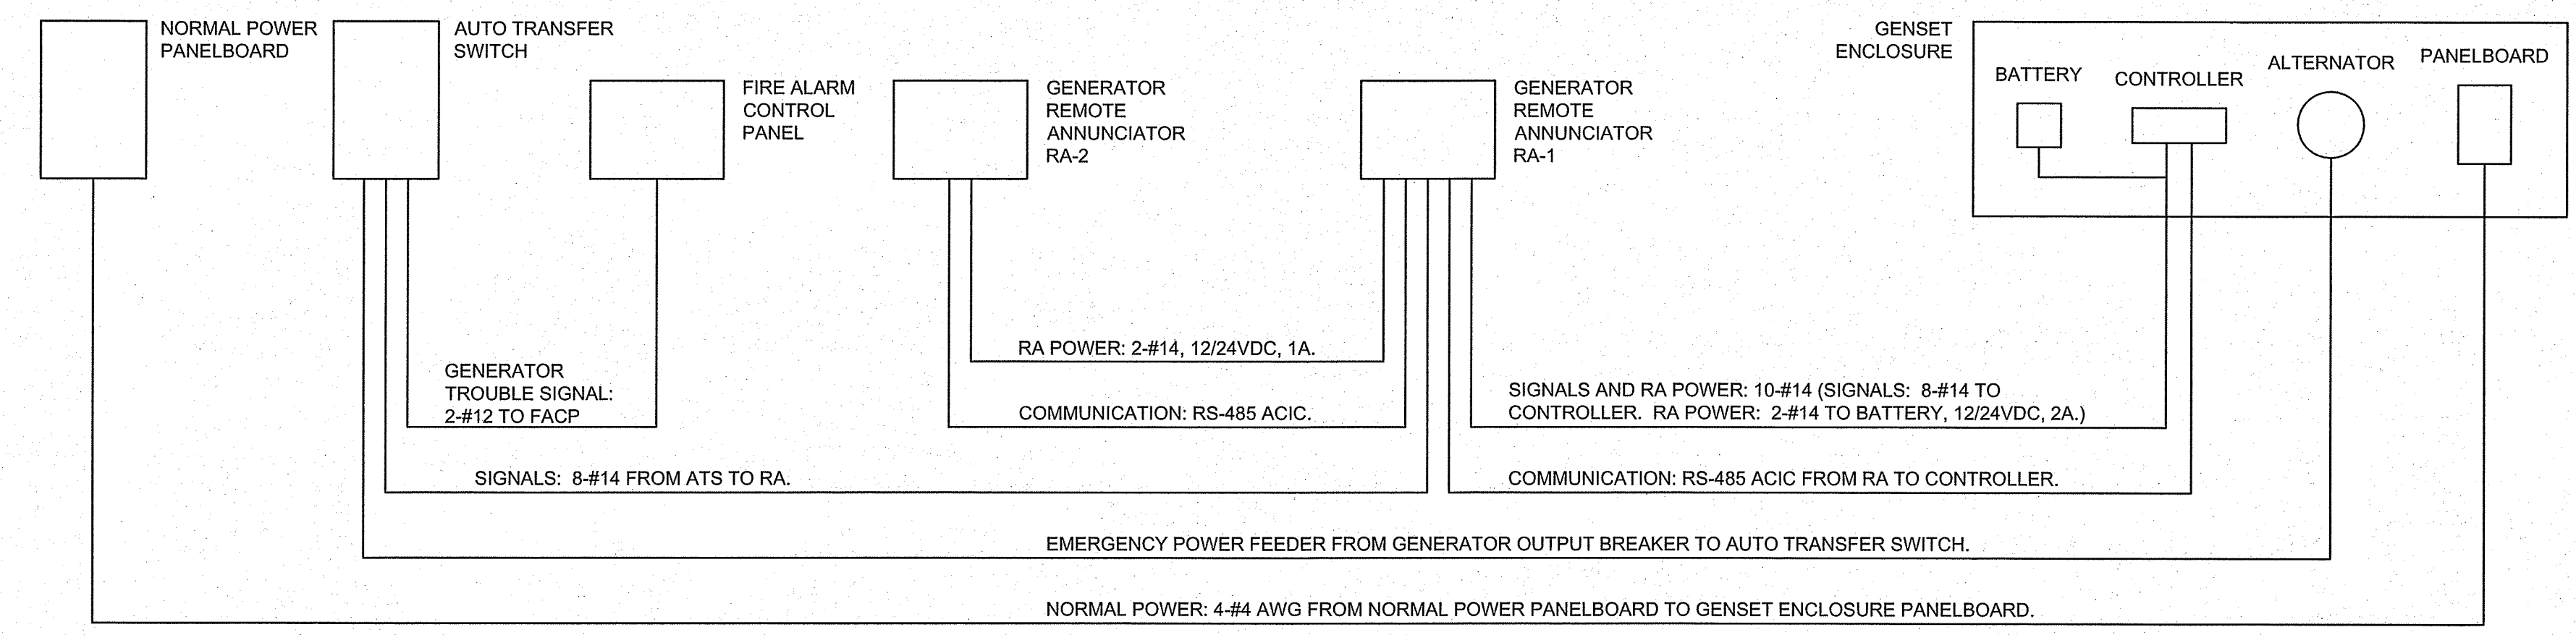 NORMAL POWER
PANELBOARD
AUTO TRANSFER
SWITCH
FIRE ALARM
CONTROL
PANEL
GENERATOR
REMOTE
ANNUNCIATOR
RA-2
GENERATOR
REMOTE
ANNUNCIATOR
RA-1
GENSET
ENCLOSURE
BATTERY
CONTROLLER
ALTERNATOR
PANELBOARD
RA POWER: 2-#14, 12/24VDC, 1A.
GENERATOR
TROUBLE SIGNAL:
2-#12 TO FACP
COMMUNICATION: RS-485 ACIC.
SIGNALS AND RA POWER: 10-#14 (SIGNALS: 8-#14 TO
CONTROLLER. RA POWER: 2-#14 TO BATTERY, 12/24VDC, 2A.)
SIGNALS: 8-#14 FROM ATS TO RA.
COMMUNICATION: RS-485 ACIC FROM RA TO CONTROLLER.
EMERGENCY POWER FEEDER FROM GENERATOR OUTPUT BREAKER TO AUTO TRANSFER SWITCH.
NORMAL POWER: 4-#4 AWG FROM NORMAL POWER PANELBOARD TO GENSET ENCLOSURE PANELBOARD.